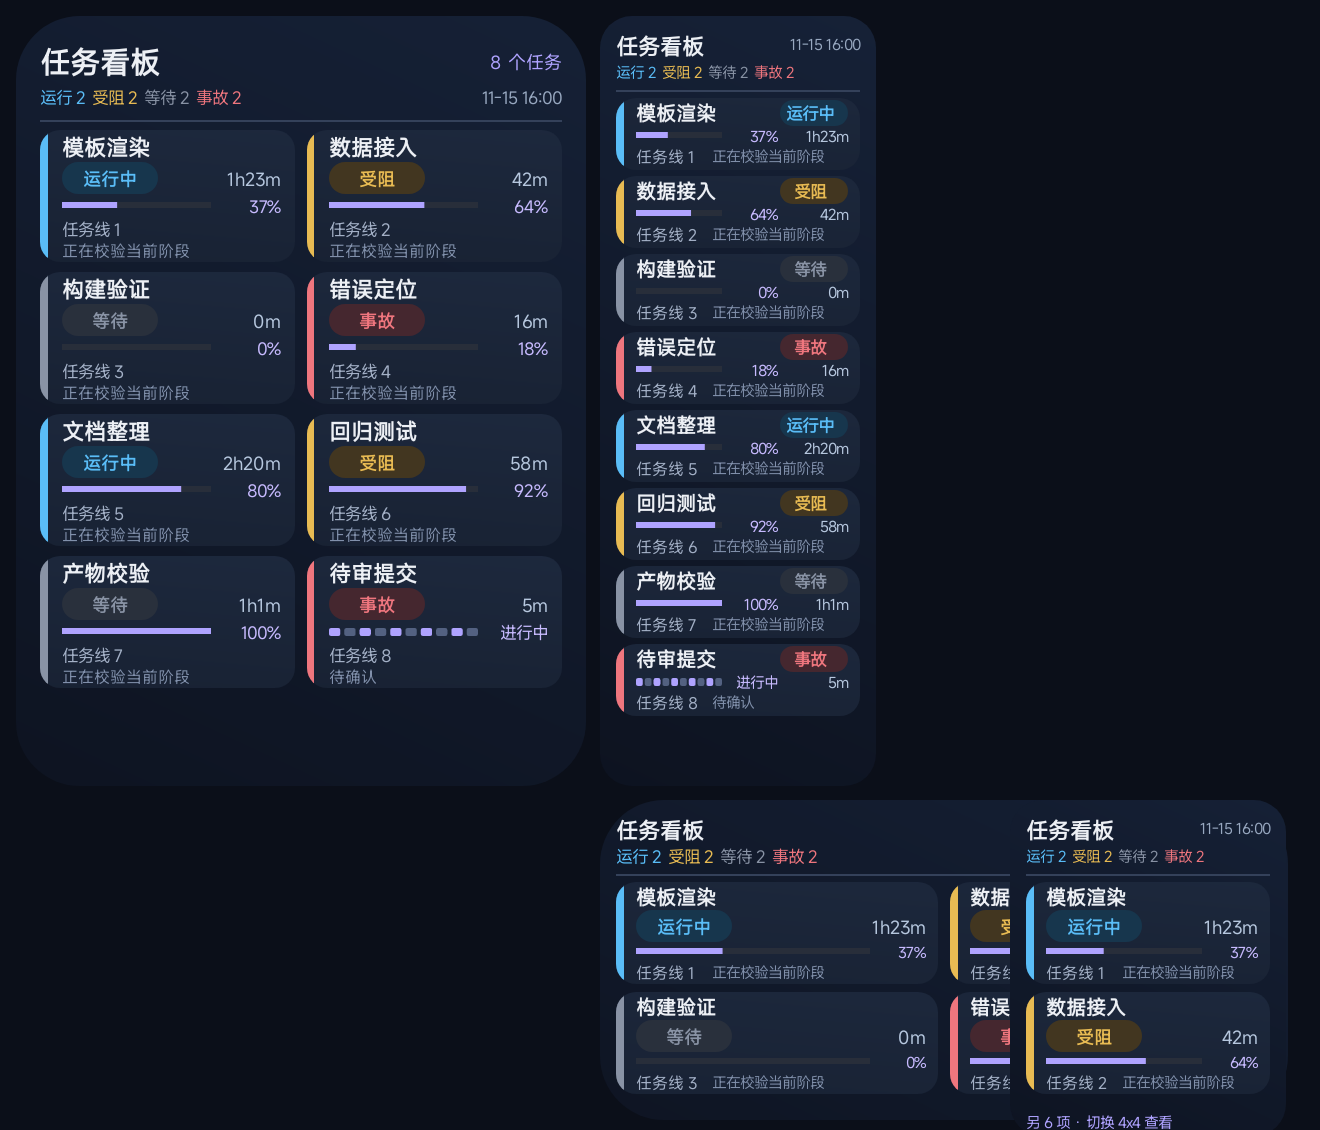 任务看板
8 个任务
运行 2 受阻 2 等待 2 事故 2
11-15 16:00
模板渲染
运行中
1h23m
37%
任务线 1
正在校验当前阶段
数据接入
受阻
42m
64%
任务线 2
正在校验当前阶段
构建验证
等待
0m
0%
任务线 3
正在校验当前阶段
错误定位
事故
16m
18%
任务线 4
正在校验当前阶段
文档整理
运行中
2h20m
80%
任务线 5
正在校验当前阶段
回归测试
受阻
58m
92%
任务线 6
正在校验当前阶段
产物校验
等待
1h1m
100%
任务线 7
正在校验当前阶段
待审提交
事故
5m
进行中
任务线 8
待确认
任务看板
11-15 16:00
运行 2 受阻 2 等待 2 事故 2
模板渲染
运行中
37%
1h23m
任务线 1 正在校验当前阶段
数据接入
受阻
64%
42m
任务线 2 正在校验当前阶段
构建验证
等待
0%
0m
任务线 3 正在校验当前阶段
错误定位
事故
18%
16m
任务线 4 正在校验当前阶段
文档整理
运行中
80%
2h20m
任务线 5 正在校验当前阶段
回归测试
受阻
92%
58m
任务线 6 正在校验当前阶段
产物校验
等待
100%
1h1m
任务线 7 正在校验当前阶段
待审提交
事故
进行中
5m
任务线 8 待确认
任务看板
运行 2 受阻 2 等待 2 事故 2
模板渲染
运行中
1h23m
37%
任务线 1 正在校验当前阶段
数据
任务
构建验证
等待
0m
0%
任务线 3 正在校验当前阶段
错误
任务
任务看板
11-15 16:00
运行 2 受阻 2 等待 2 事故 2
模板渲染
运行中
1h23m
37%
任务线 1 正在校验当前阶段
数据接入
受阻
42m
64%
任务线 2 正在校验当前阶段
另 6 项 · 切换 4x4 查看